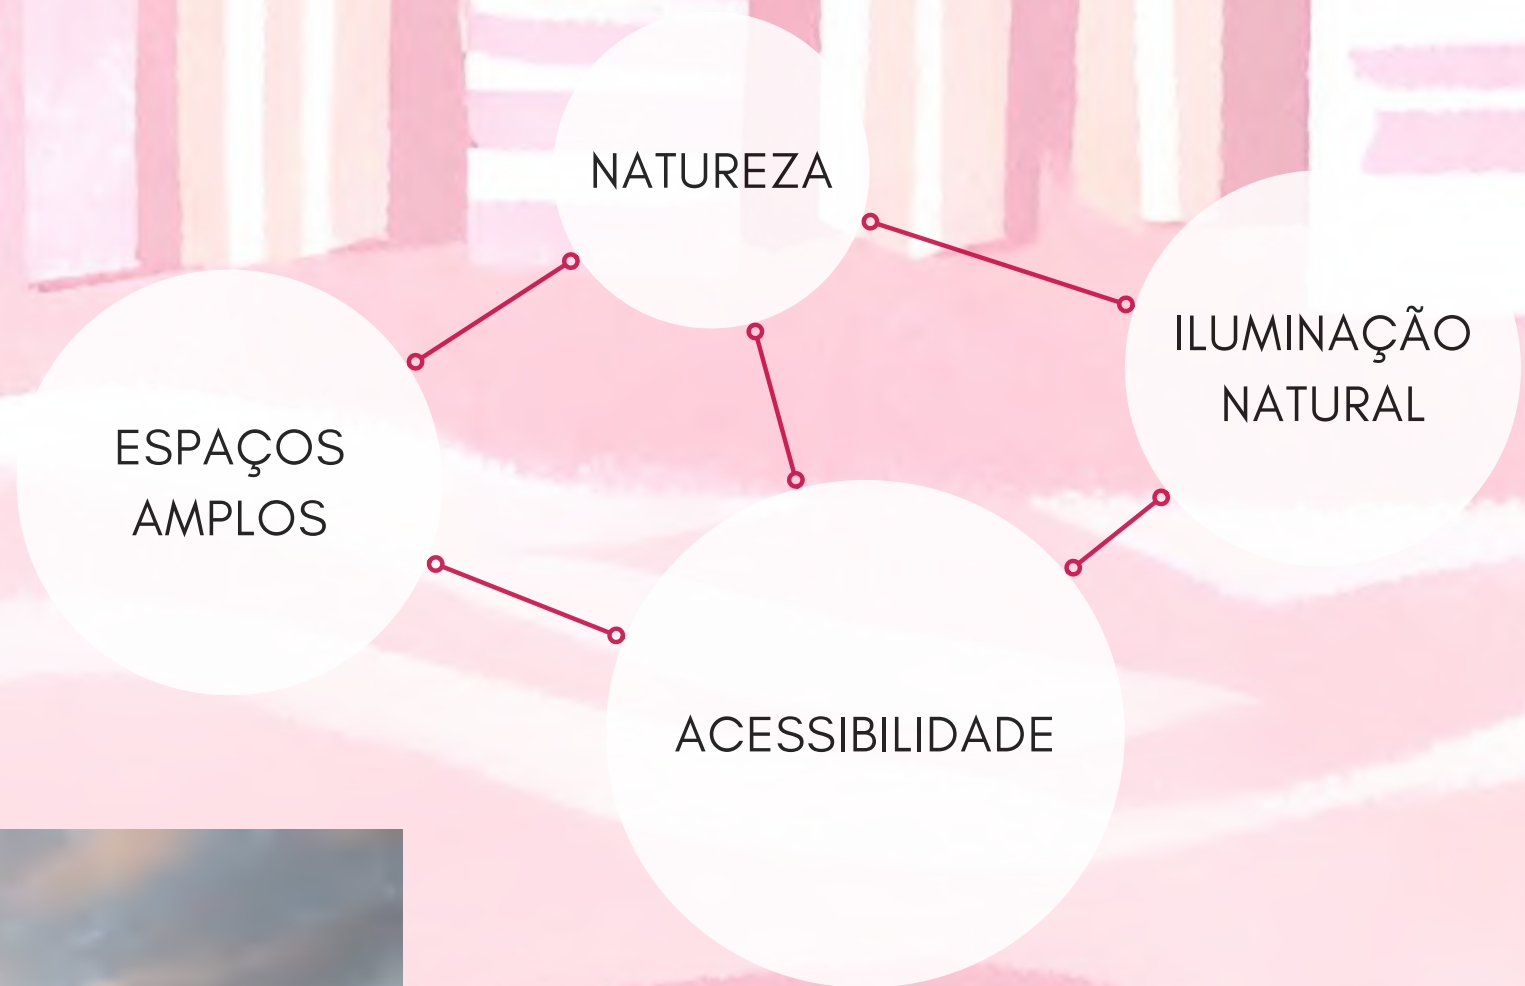 NATUREZA
ILUMINAÇÃO
NATURAL
ESPAÇOS
AMPLOS
ACESSIBILIDADE